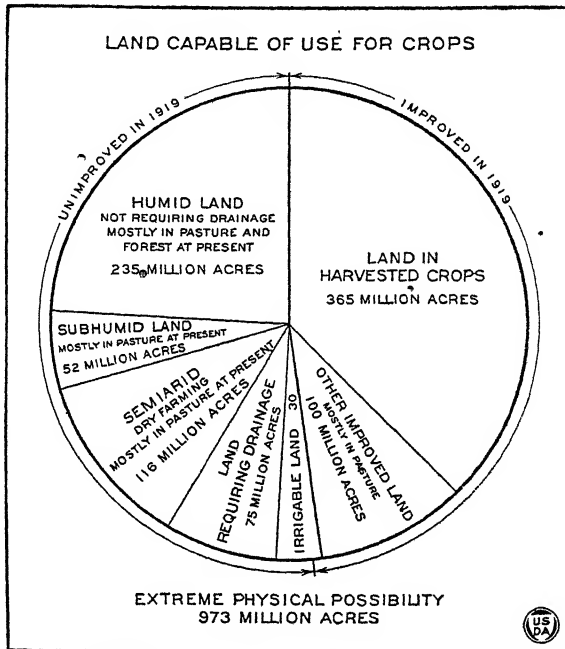 LAND CAPABLE OF USE FOR CROPS
UNIMPROVED IN 1919
IMPROVED IN 1919
HUMID LAND
NOT REQUIRING DRAINAGE
MOSTLY IN PASTURE AND
FOREST AT PRESENT
235 MILLION ACRES
LAND IN
HARVESTED CROPS
365 MILLION ACRES
SUBHUMID LAND
MOSTLY IN PASTURE AT PRESENT
52 MILLION ACRES
SEMIARID
DRY FARMING
MOSTLY IN PASTURE AT PRESENT
116 MILLION ACRES
LAND
REQUIRING DRAINAGE
75 MILLION ACRES
IRRIGABLE LAND 30
OTHER IMPROVED LAND
MOSTLY IN PASTURE
100 MILLION ACRES
EXTREME PHYSICAL POSSIBILITY
973 MILLION ACRES
US
DA